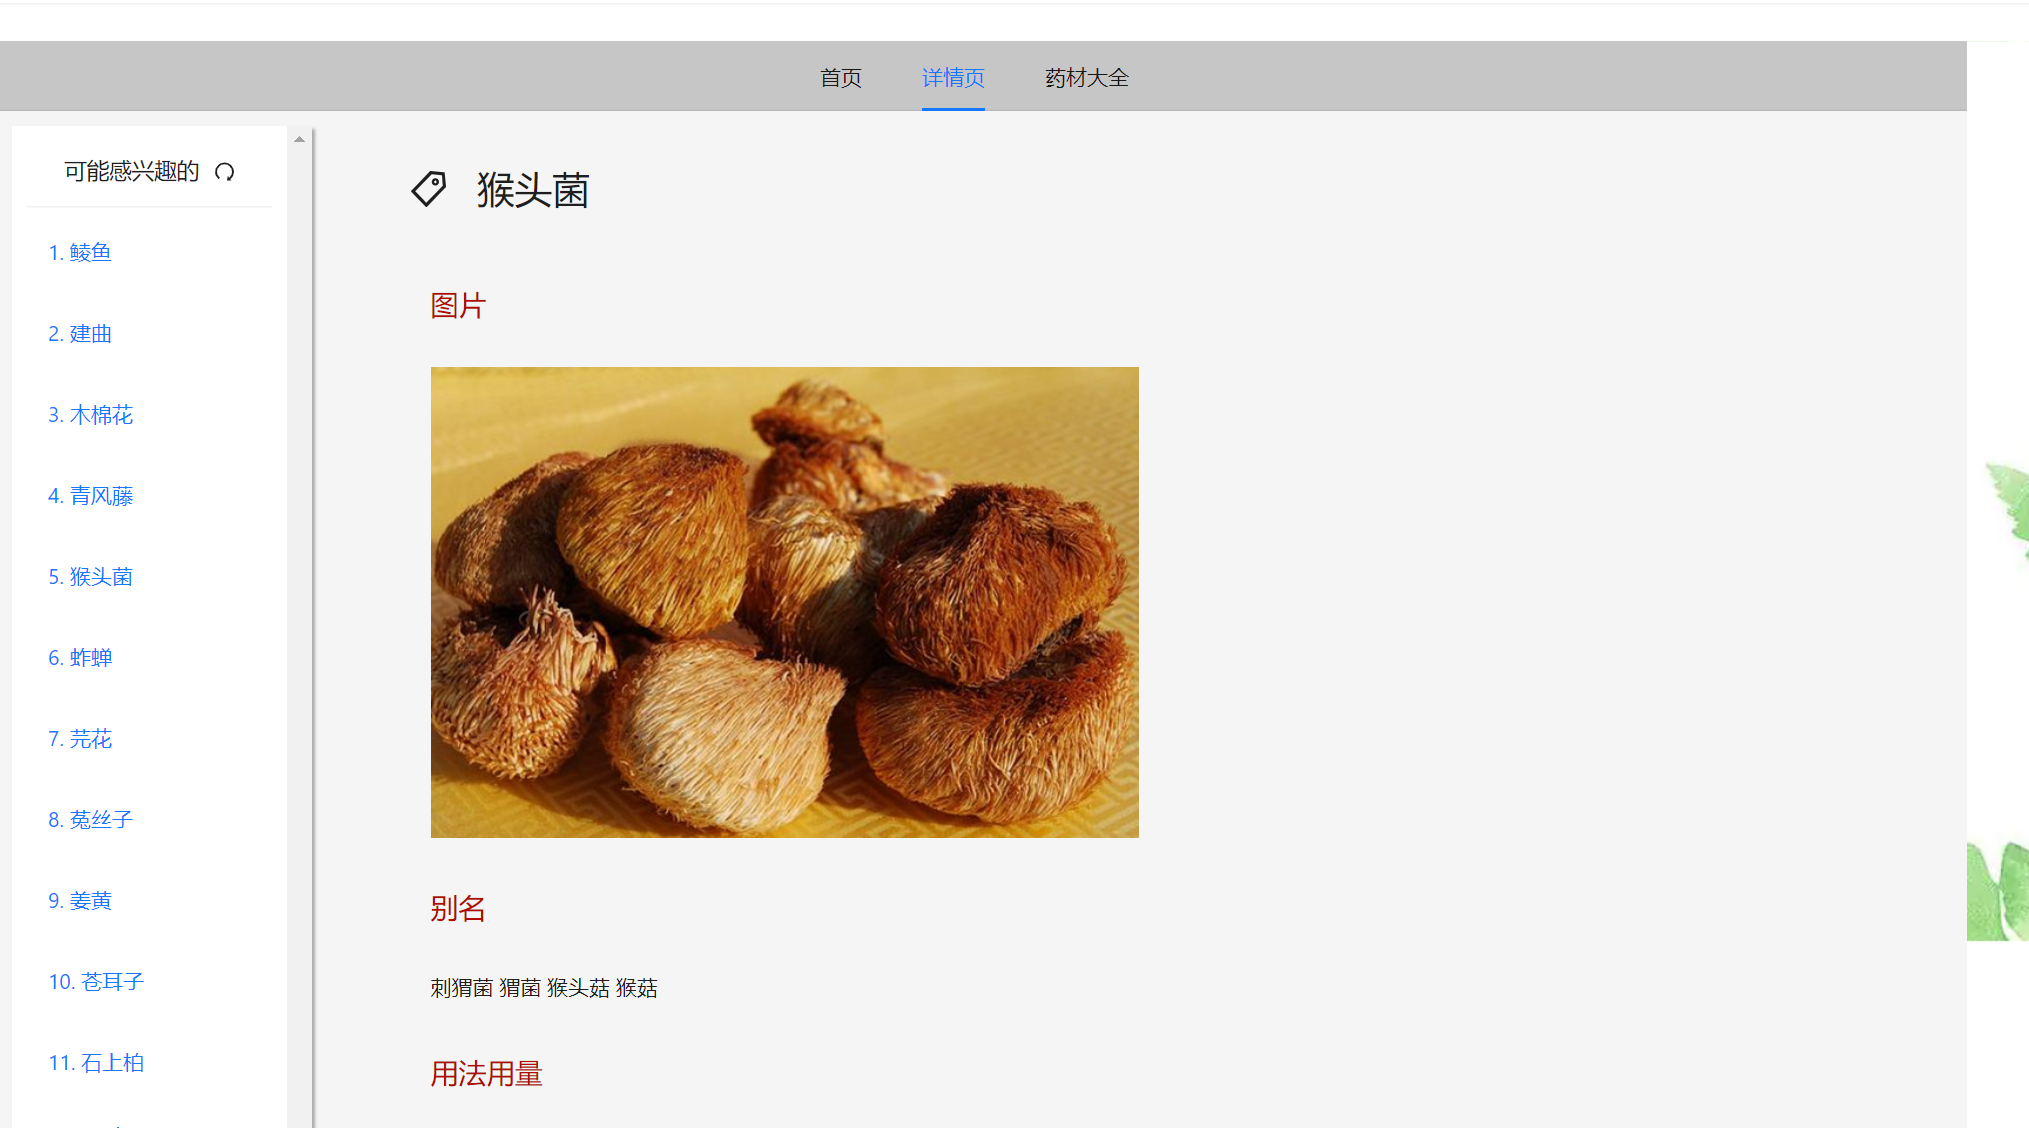 首页 详情页 药材大全
可能感兴趣的
1. 鲮鱼
2. 建曲
3. 木棉花
4. 青风藤
5. 猴头菌
6. 蚱蝉
7. 芫花
8. 菟丝子
9. 姜黄
10. 苍耳子
11. 石上柏
猴头菌
图片
别名
刺猬菌 猬菌 猴头菇 猴菇
用法用量